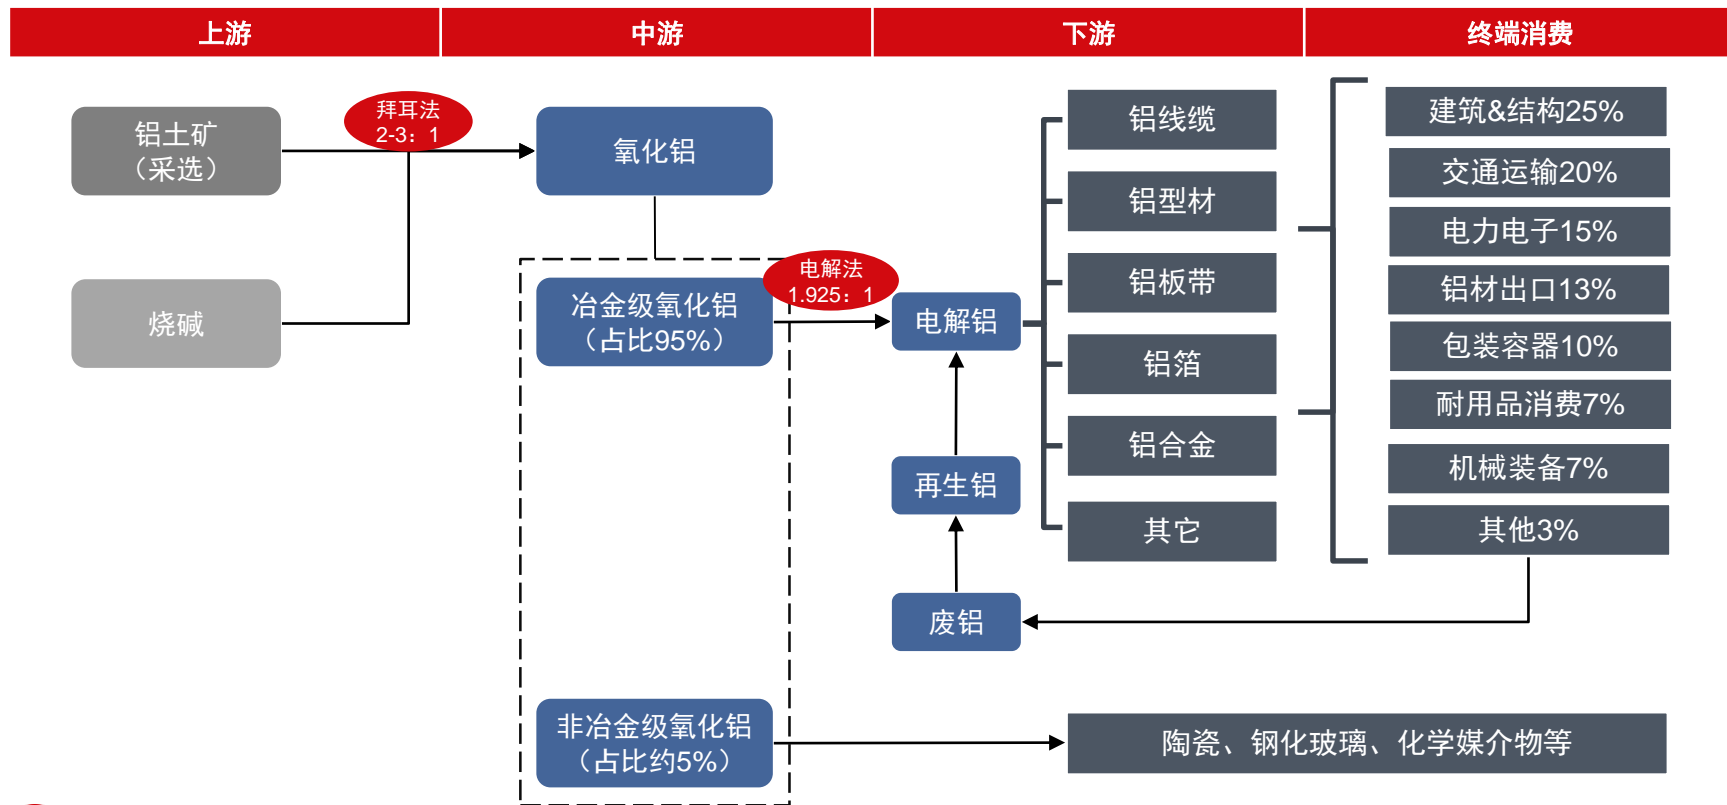 上游
中游
下游
终端消费
铝土矿
（采选）
烧碱
拜耳法
2-3：1
氧化铝
冶金级氧化铝
（占比95%）
非冶金级氧化铝
（占比约5%）
电解法
1.925：1
电解铝
再生铝
废铝
铝线缆
铝型材
铝板带
铝箔
铝合金
其它
建筑&结构25%
交通运输20%
电力电子15%
铝材出口13%
包装容器10%
耐用品消费7%
机械装备7%
其他3%
陶瓷、钢化玻璃、化学媒介物等